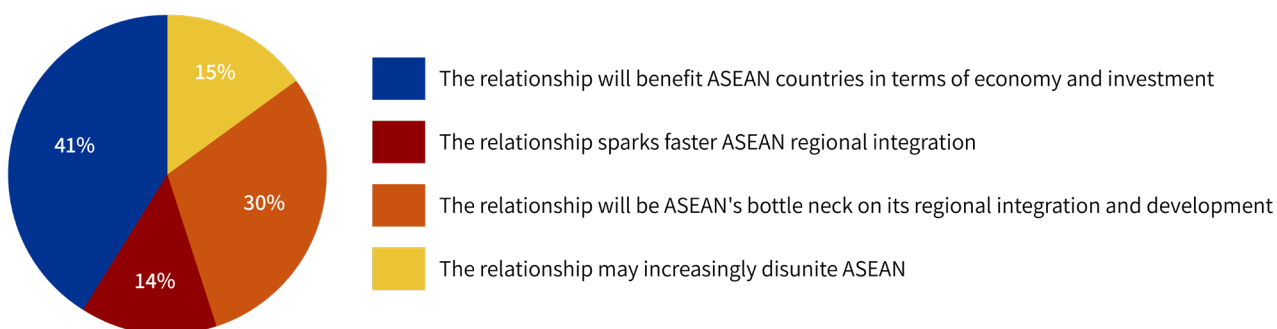 15%
41%
30%
14%
The relationship will benefit ASEAN countries in terms of economy and investment
The relationship sparks faster ASEAN regional integration
The relationship will be ASEAN's bottle neck on its regional integration and development
The relationship may increasingly disunite ASEAN